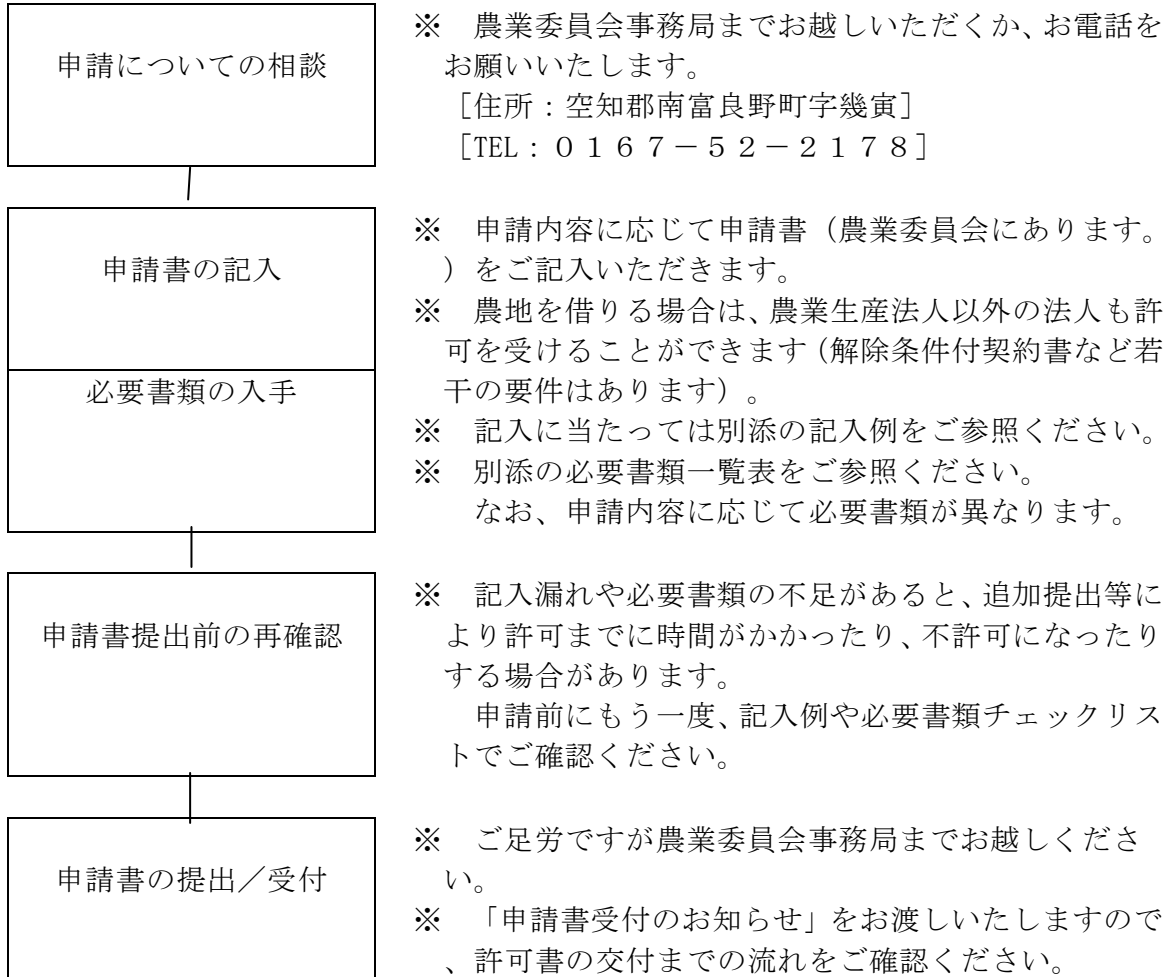 申請についての相談
※　農業委員会事務局までお越しいただくか、お電話を
お願いいたします。
［住所：空知郡南富良野町字幾寅］
［TEL：０１６７－５２－２１７８］
申請書の記入
必要書類の入手
※　申請内容に応じて申請書（農業委員会にあります。
）をご記入いただきます。
※　農地を借りる場合は、農業生産法人以外の法人も許
可を受けることができます（解除条件付契約書など若
干の要件はあります）。
※　記入に当たっては別添の記入例をご参照ください。
※　別添の必要書類一覧表をご参照ください。
なお、申請内容に応じて必要書類が異なります。
申請書提出前の再確認
※　記入漏れや必要書類の不足があると、追加提出等に
より許可までに時間がかかったり、不許可になったり
する場合があります。
申請前にもう一度、記入例や必要書類チェックリス
トでご確認ください。
申請書の提出／受付
※　ご足労ですが農業委員会事務局までお越しくださ
い。
※　「申請書受付のお知らせ」をお渡しいたしますので
、許可書の交付までの流れをご確認ください。